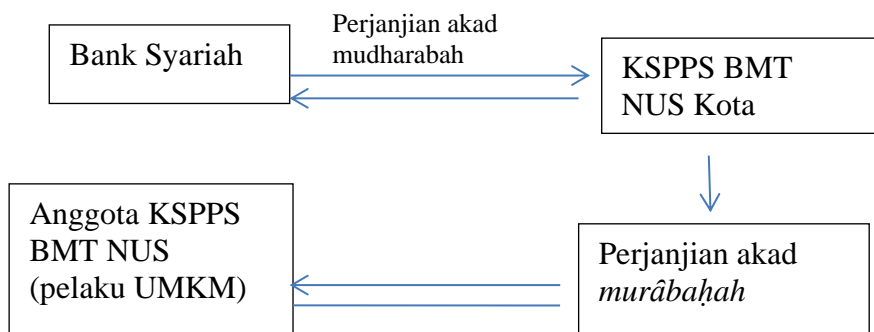 Bank Syariah
Perjanjian akad
mudharabah
KSPPS BMT
NUS Kota
Anggota KSPPS
BMT NUS
(pelaku UMKM)
Perjanjian akad
murâbaḥah